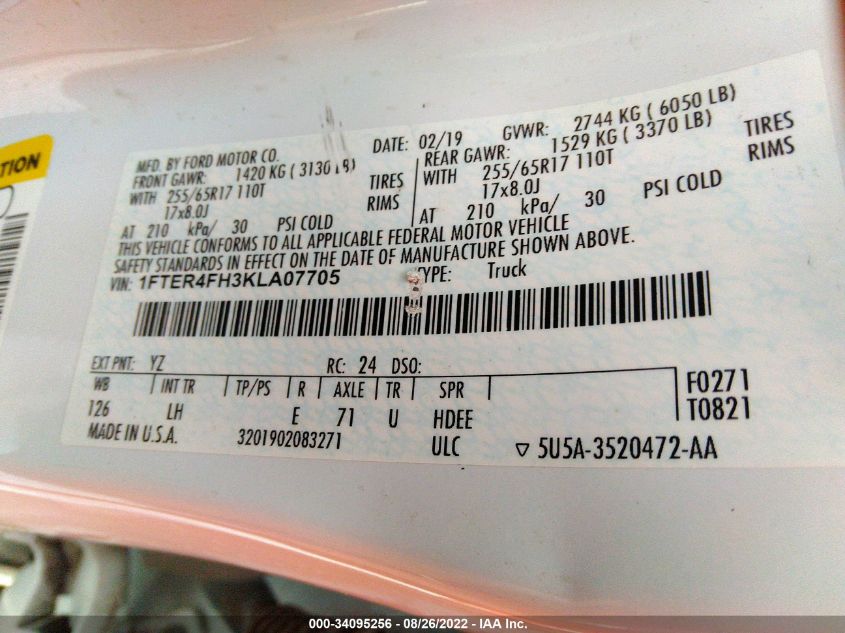 MFD. BY FORD MOTOR CO. DATE: 02/19 GVWR: 2744 KG ( 6050 LB)
FRONT GAWR: 1420 KG ( 3130 LB) REAR GAWR: 1529 KG ( 3370 LB)
WITH 255/65R17 110T TIRES WITH 255/65R17 110T TIRES
17x8.0J RIMS 17x8.0J RIMS
AT 210 kPa/ 30 PSI COLD AT 210 kPa/ 30 PSI COLD
THIS VEHICLE CONFORMS TO ALL APPLICABLE FEDERAL MOTOR VEHICLE
SAFETY STANDARDS IN EFFECT ON THE DATE OF MANUFACTURE SHOWN ABOVE.
VIN: 1FTER4FH3KLA07705 TYPE: Truck
EXT PNT: YZ RC: 24 DSO:
WB INT TR TP/PS R AXLE TR SPR F0271
126 LH E 71 U HDEE T0821
MADE IN U.S.A. 3201902083271 ULC ▽ 5U5A-3520472-AA
000-34095256 - 08/26/2022 - IAA Inc.